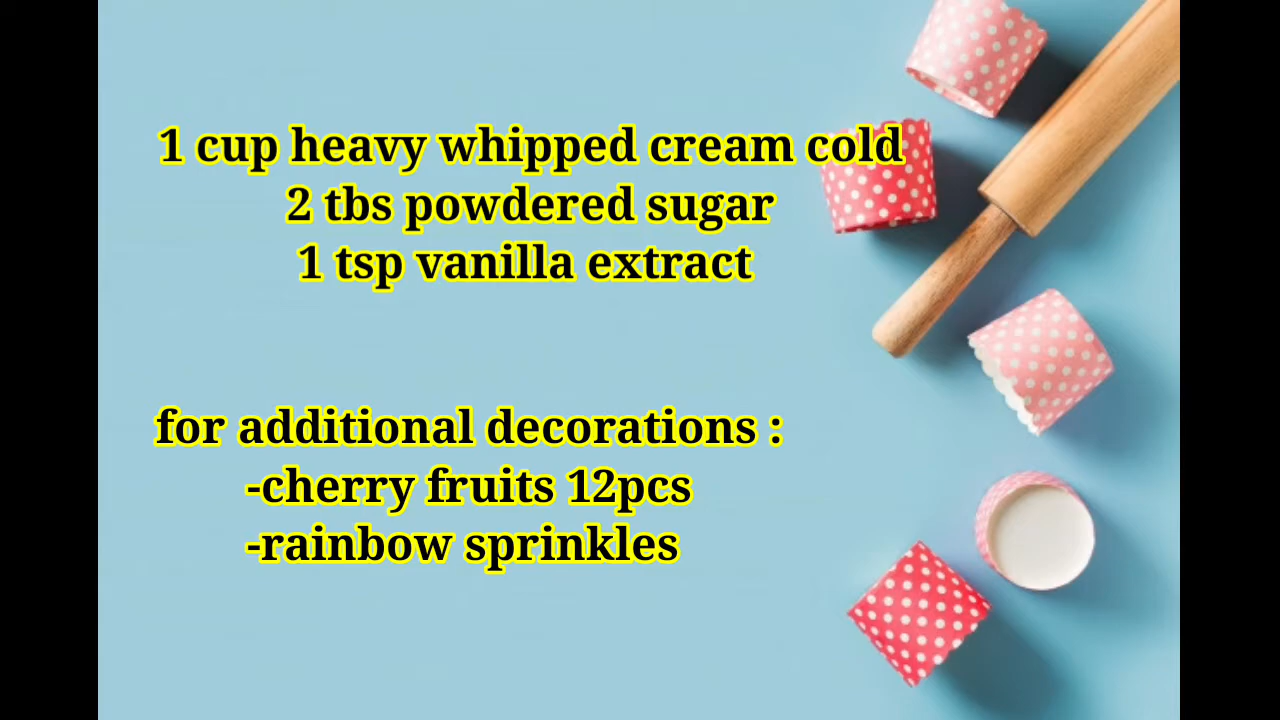 1 cup heavy whipped cream cold
2 tbs powdered sugar
1 tsp vanilla extract
for additional decorations :
-cherry fruits 12pcs
-rainbow sprinkles